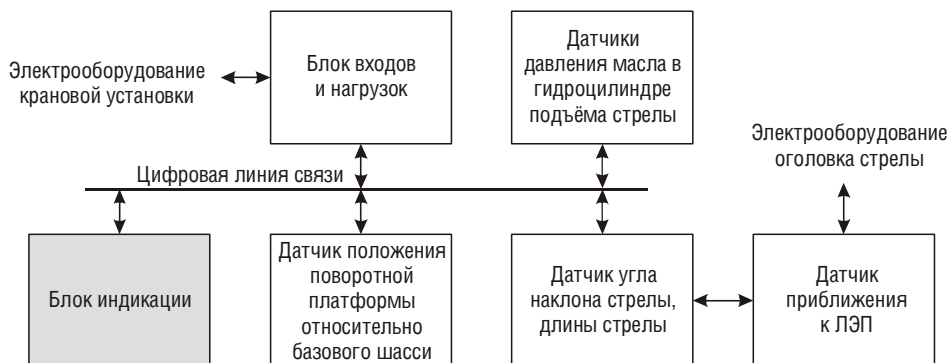 Электрооборудование
крановой установки
Блок входов
и нагрузок
Датчики
давления масла в
гидроцилиндре
подъёма стрелы
Электрооборудование
оголовка стрелы
Цифровая линия связи
Блок индикации
Датчик положения
поворотной
платформы
относительно
базового шасси
Датчик угла
наклона стрелы,
длины стрелы
Датчик
приближения
к ЛЭП